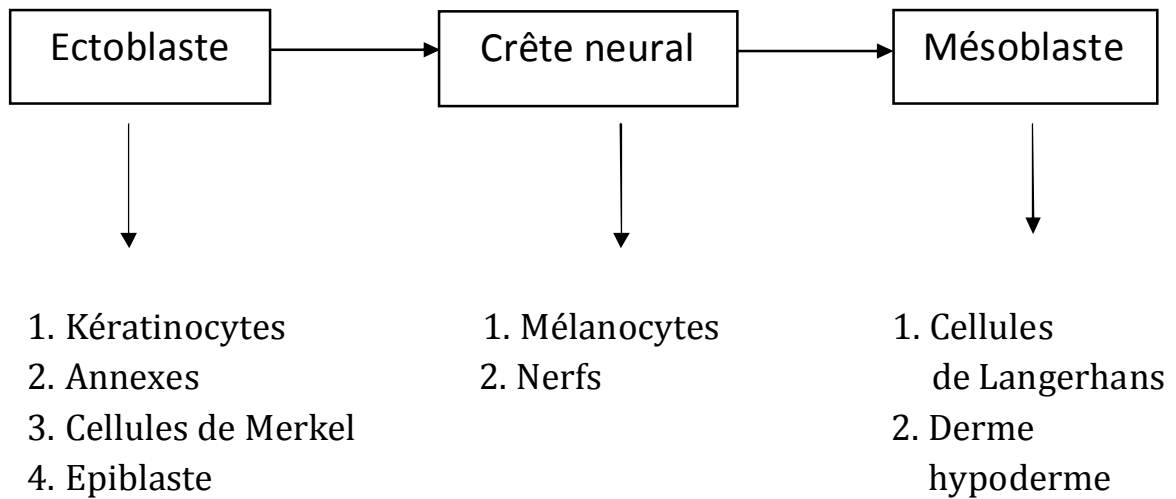 Ectoblaste
Crête neural
Mésoblaste
1. Kératinocytes
2. Annexes
3. Cellules de Merkel
4. Epiblaste
1. Mélanocytes
2. Nerfs
1. Cellules
de Langerhans
2. Derme
hypoderme